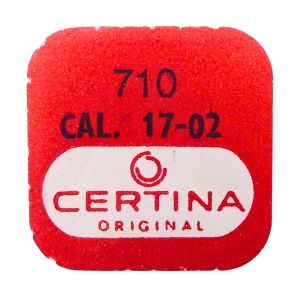 710
CAL. 17-02
CERTINA
ORIGINAL